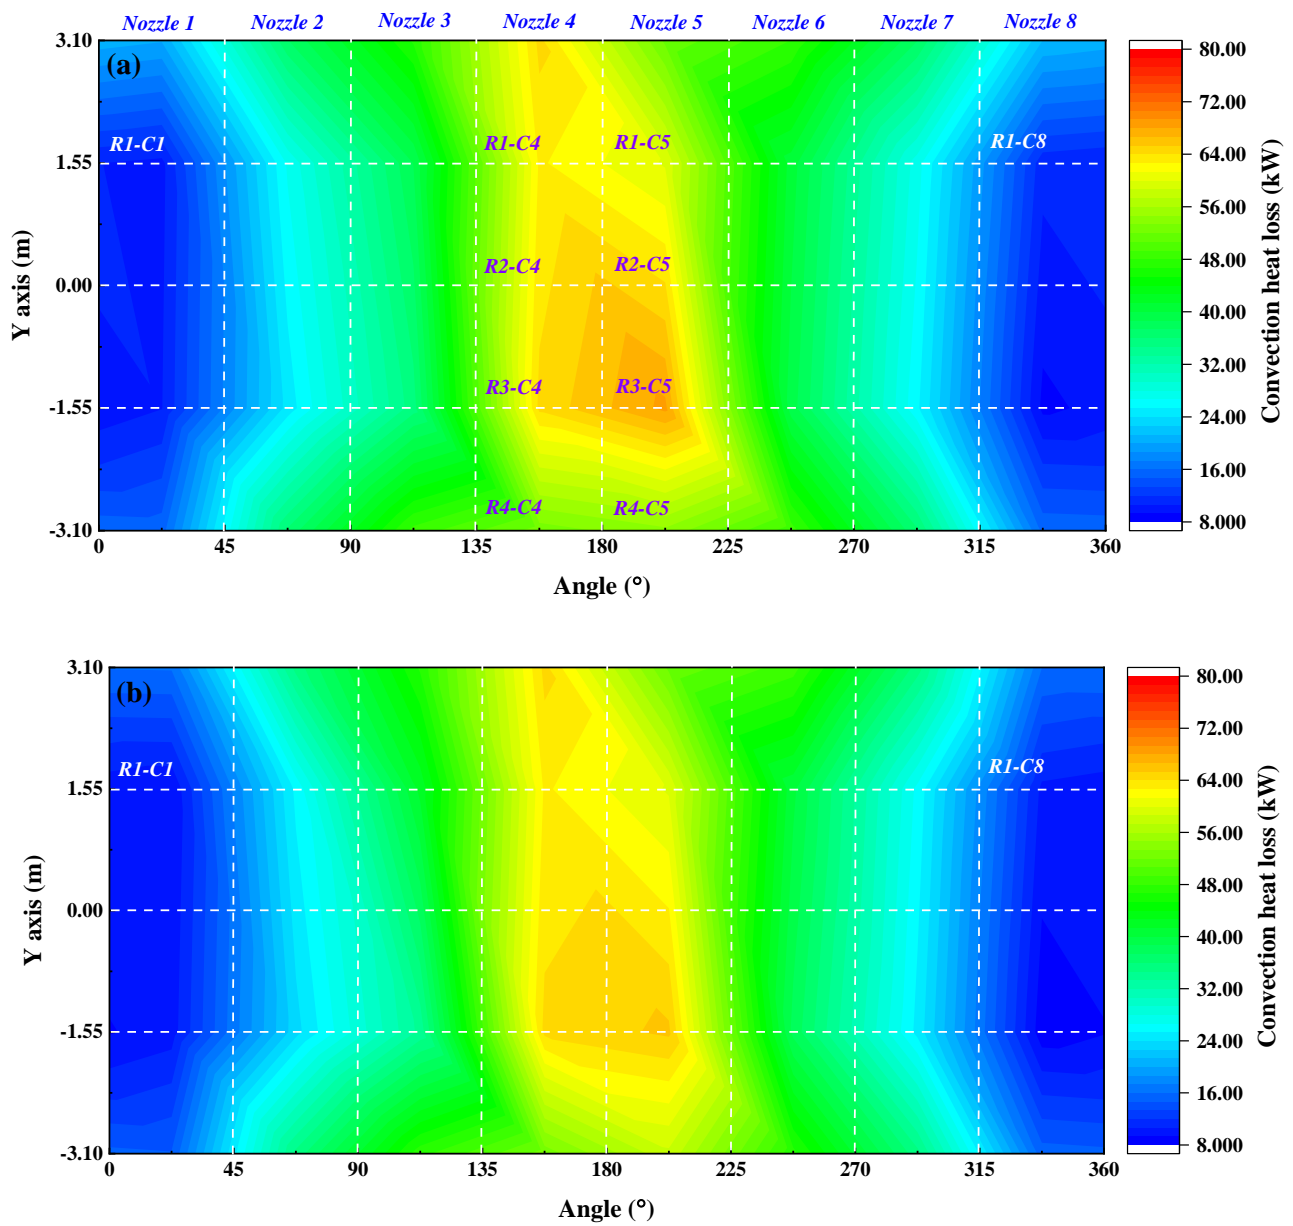 Nozzle 1 Nozzle 2 Nozzle 3 Nozzle 4 Nozzle 5 Nozzle 6 Nozzle 7 Nozzle 8
(a)
3.10
1.55
0.00
-1.55
-3.10
Y axis (m)
R1-C1 R1-C4 R1-C5 R1-C8
R2-C4 R2-C5
R3-C4 R3-C5
R4-C4 R4-C5
0 45 90 135 180 225 270 315 360
Angle (°)
80.00
72.00
64.00
56.00
48.00
40.00
32.00
24.00
16.00
8.000
Convection heat loss (kW)
(b)
3.10
1.55
0.00
-1.55
-3.10
Y axis (m)
R1-C1 R1-C8
0 45 90 135 180 225 270 315 360
Angle (°)
80.00
72.00
64.00
56.00
48.00
40.00
32.00
24.00
16.00
8.000
Convection heat loss (kW)